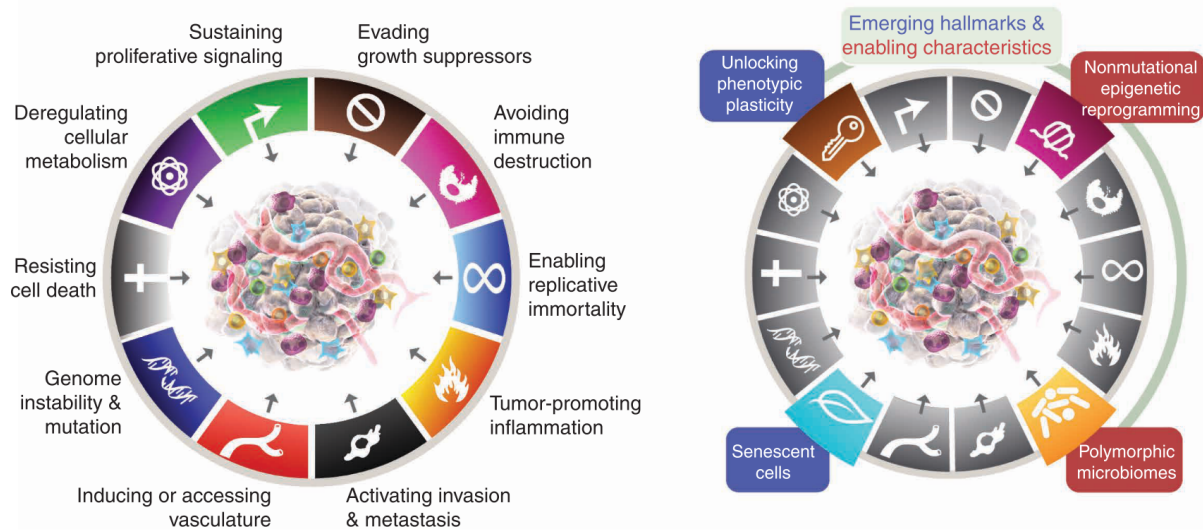 Sustaining
proliferative signaling
Evading
growth suppressors
Deregulating
cellular
metabolism
Avoiding
immune
destruction
Resisting
cell death
Enabling
replicative
immortality
Genome
instability &
mutation
Tumor-promoting
inflammation
Inducing or accessing
vasculature
Activating invasion
& metastasis
Emerging hallmarks &
enabling characteristics
Unlocking
phenotypic
plasticity
Nonmutational
epigenetic
reprogramming
Senescent
cells
Polymorphic
microbiomes